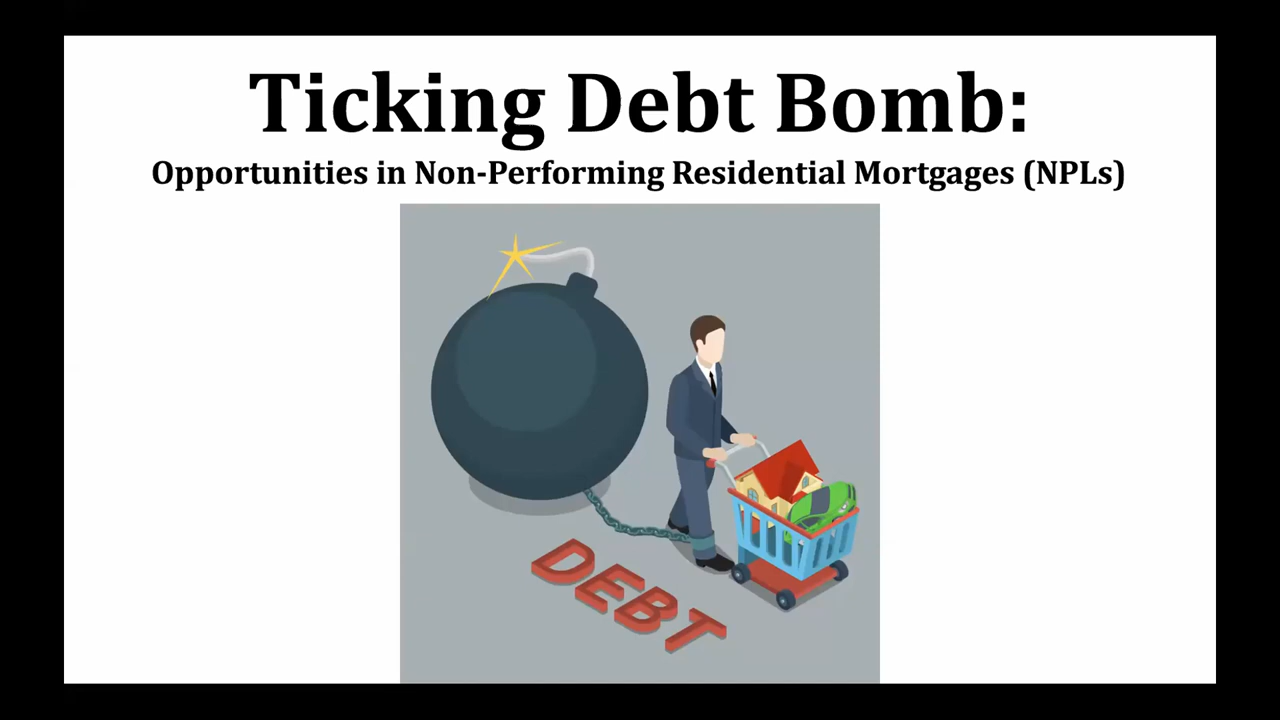 Ticking Debt Bomb:
Opportunities in Non-Performing Residential Mortgages (NPLs)
DEBT